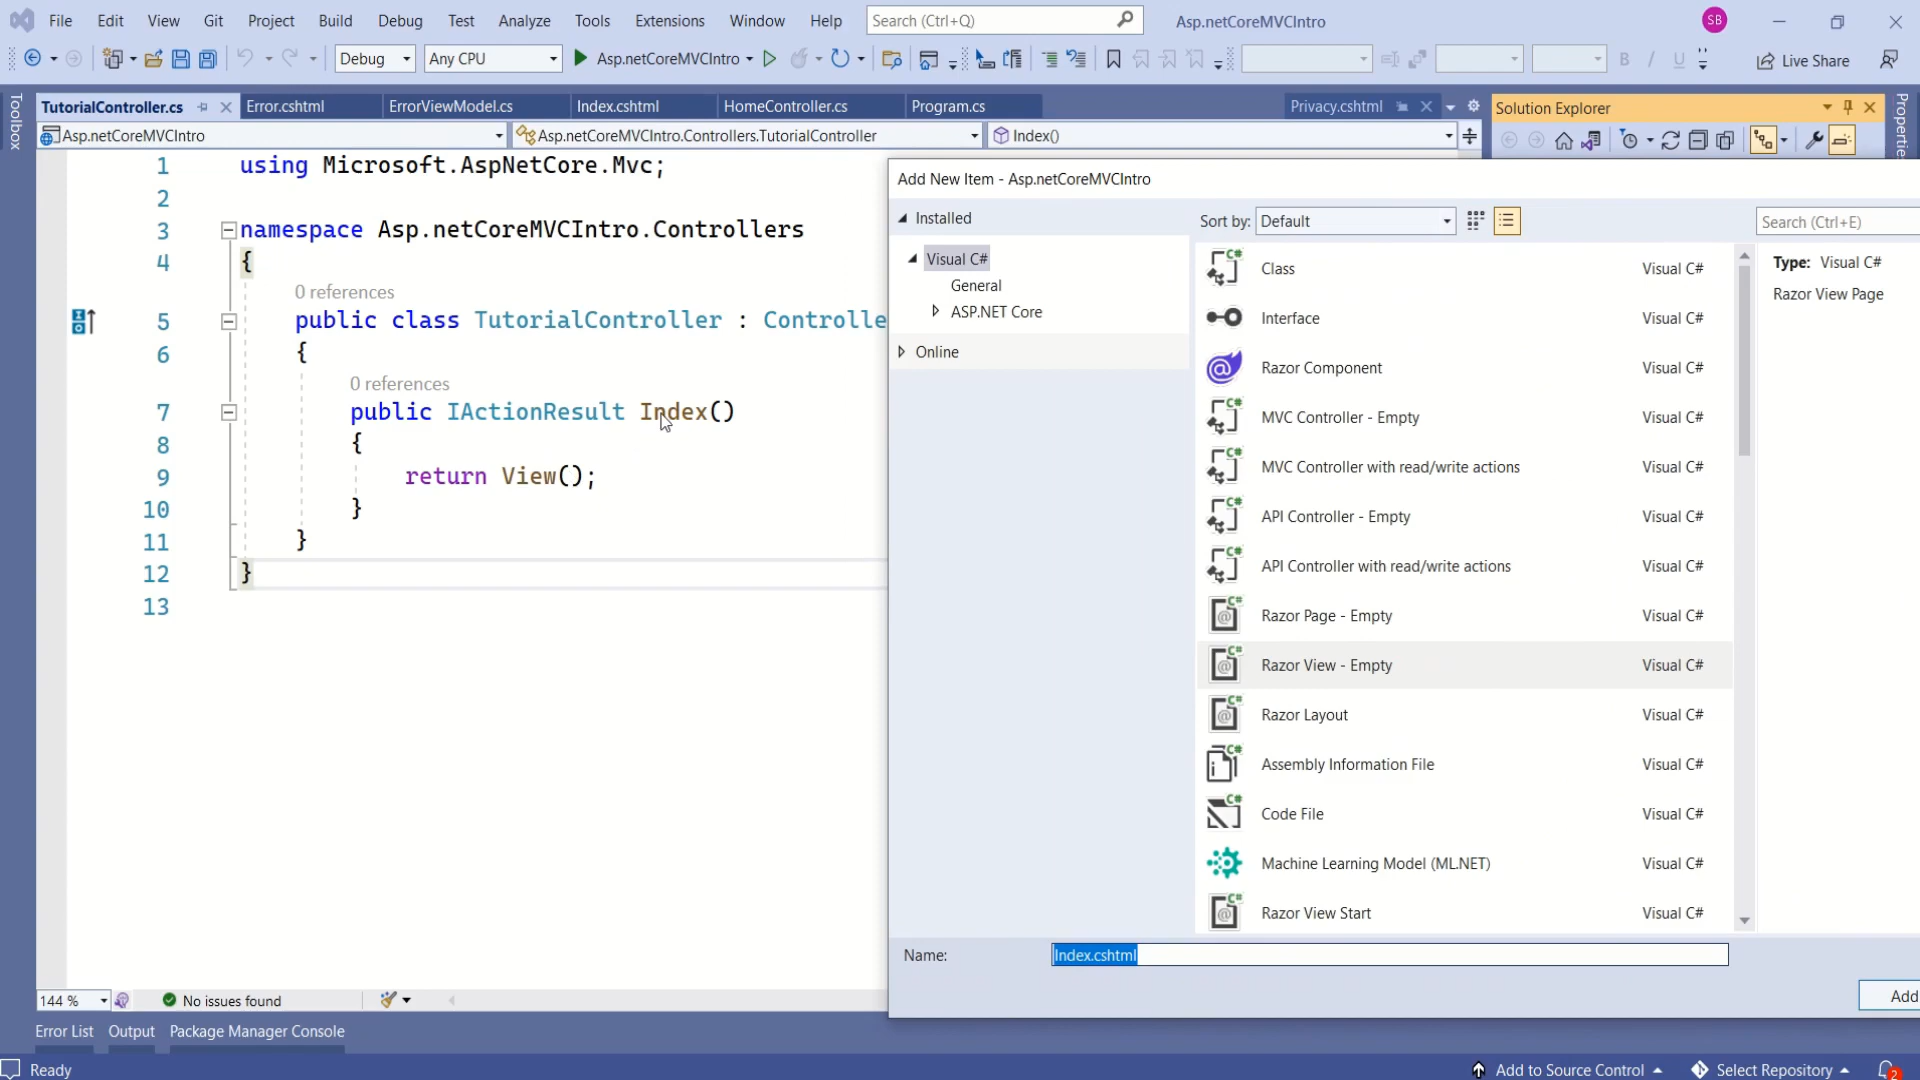 File Edit View Git Project Build Debug Test Analyze Tools Extensions Window Help Search (Ctrl+Q) Asp.netCoreMVCIntro SB
Debug Any CPU Asp.netCoreMVCIntro Live Share
Toolbox
TutorialController.cs Error.cshtml ErrorViewModel.cs Index.cshtml HomeController.cs Program.cs Privacy.cshtml
Solution Explorer
Asp.netCoreMVCIntro Asp.netCoreMVCIntro.Controllers.TutorialController Index()
1 using Microsoft.AspNetCore.Mvc;
2
3 namespace Asp.netCoreMVCIntro.Controllers
4 {
0 references
5 public class TutorialController : Controlle
6 {
0 references
7 public IActionResult Index()
8 {
9 return View();
10 }
11 }
12 }
13
Add New Item - Asp.netCoreMVCIntro
Installed
Sort by: Default
Search (Ctrl+E)
Visual C#
General
ASP.NET Core
Online
Class Visual C#
Interface Visual C#
Razor Component Visual C#
MVC Controller - Empty Visual C#
MVC Controller with read/write actions Visual C#
API Controller - Empty Visual C#
API Controller with read/write actions Visual C#
Razor Page - Empty Visual C#
Razor View - Empty Visual C#
Razor Layout Visual C#
Assembly Information File Visual C#
Code File Visual C#
Machine Learning Model (ML.NET) Visual C#
Razor View Start Visual C#
Type: Visual C#
Razor View Page
Name: Index.cshtml
Add
144 % No issues found
Error List Output Package Manager Console
Ready Add to Source Control Select Repository 2